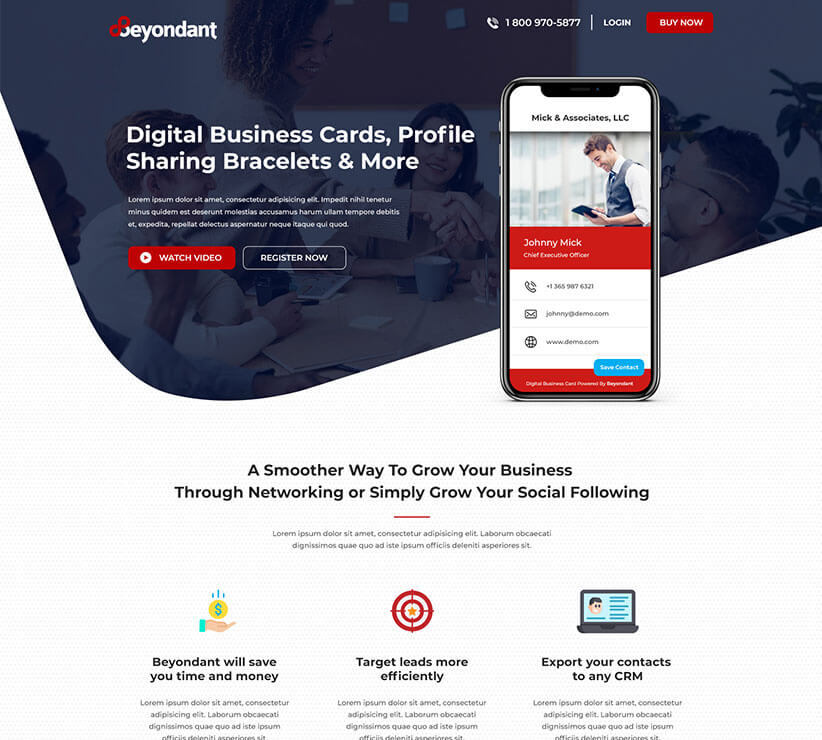 Beyondant
1 800 970-5877
LOGIN
BUY NOW
Digital Business Cards, Profile
Sharing Bracelets & More
Lorem ipsum dolor sit amet, consectetur adipisicing elit. Impedit nihil tenetur
minus quidem est deserunt molestias accusamus harum ullam tempore debitis
et, expedita, repellat delectus aspernatur neque itaque qui quod.
WATCH VIDEO
REGISTER NOW
Mick & Associates, LLC
Johnny Mick
Chief Executive Officer
+1 365 987 6321
johnny@demo.com
www.demo.com
Save Contact
Digital Business Card Powered By Beyondant
A Smoother Way To Grow Your Business
Through Networking or Simply Grow Your Social Following
Lorem ipsum dolor sit amet, consectetur adipisicing elit. Laborum obcaecati
dignissimos quae quo ad iste ipsum officiis deleniti asperiores sit.
$
Beyondant will save
you time and money
Lorem ipsum dolor sit amet, consectetur
adipisicing elit. Laborum obcaecati
dignissimos quae quo ad iste ipsum
officiis deleniti asperiores sit.
Target leads more
efficiently
Lorem ipsum dolor sit amet, consectetur
adipisicing elit. Laborum obcaecati
dignissimos quae quo ad iste ipsum
officiis deleniti asperiores sit.
Export your contacts
to any CRM
Lorem ipsum dolor sit amet, consectetur
adipisicing elit. Laborum obcaecati
dignissimos quae quo ad iste ipsum
officiis deleniti asperiores sit.